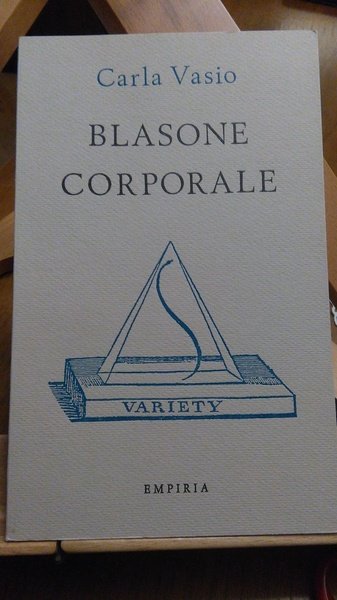 Carla Vasio
BLASONE
CORPORALE
VARIETY
EMPIRIA